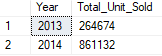 Year Total_Unit_Sold
1 2013 264674
2 2014 861132